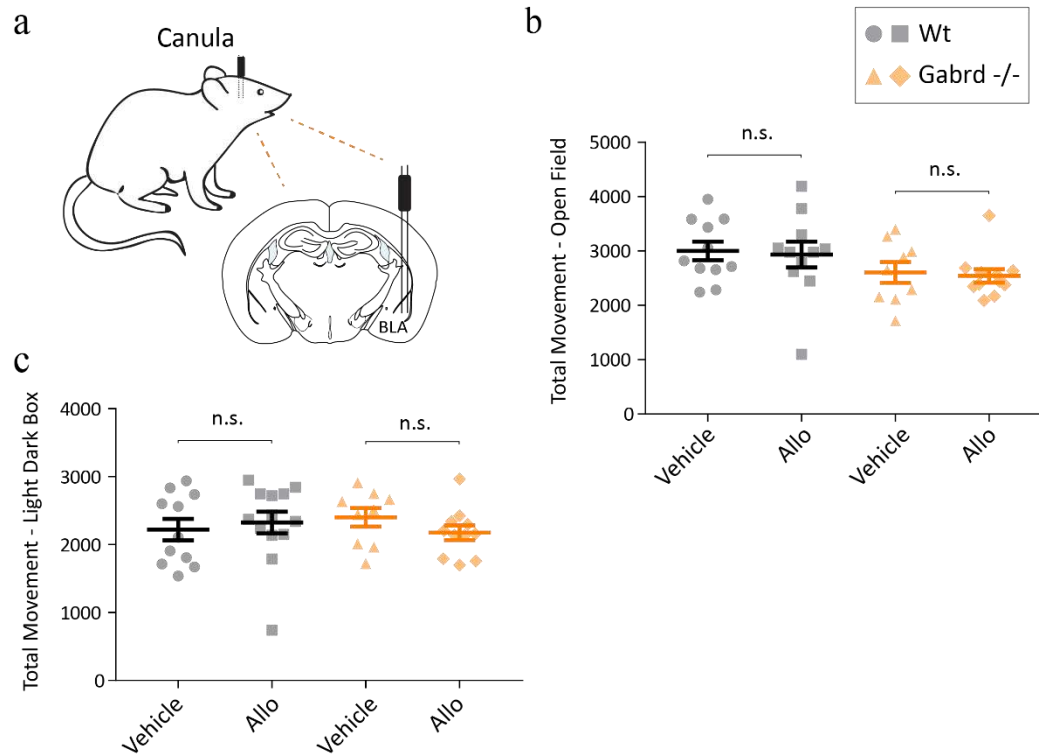 a
Canula
BLA
b
Wt
Gabrd -/-
Total Movement - Open Field
5000
4000
3000
2000
1000
0
n.s.
n.s.
Vehicle
Allo
Vehicle
Allo
c
Total Movement - Light Dark Box
4000
3000
2000
1000
0
n.s.
n.s.
Vehicle
Allo
Vehicle
Allo